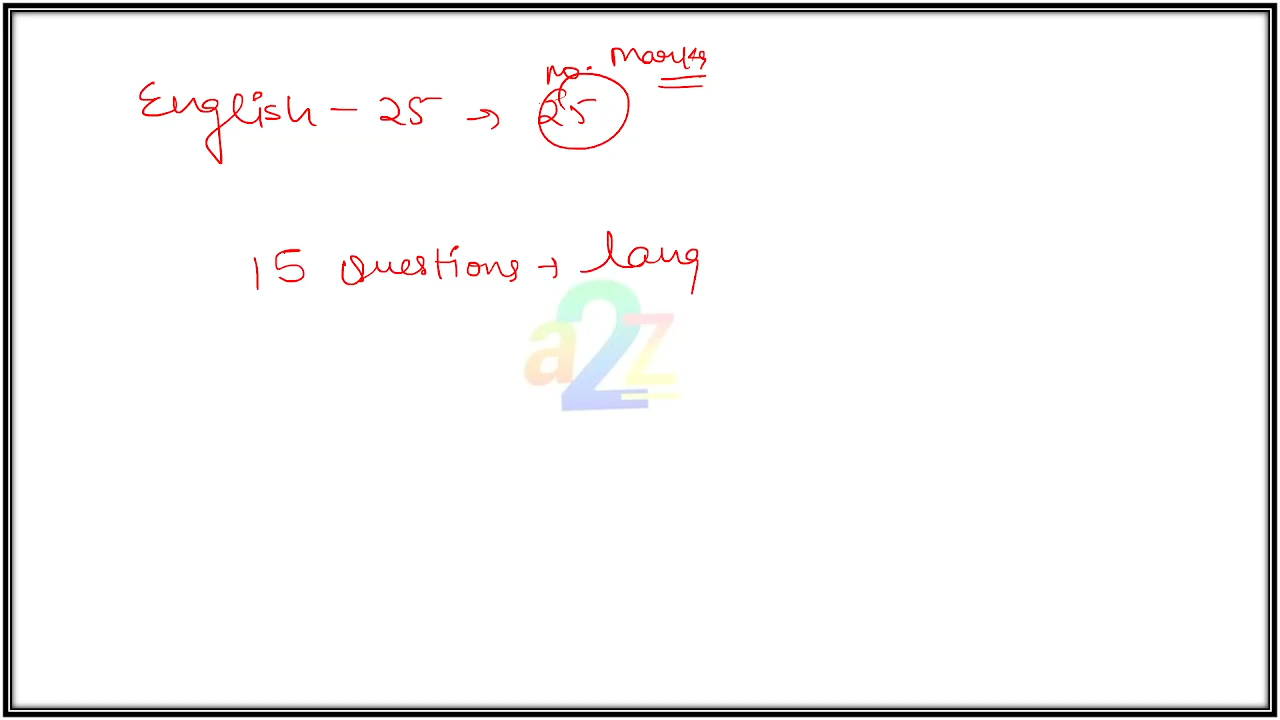 no. Marks
English - 25 → 25
15 questions → lang
a2z